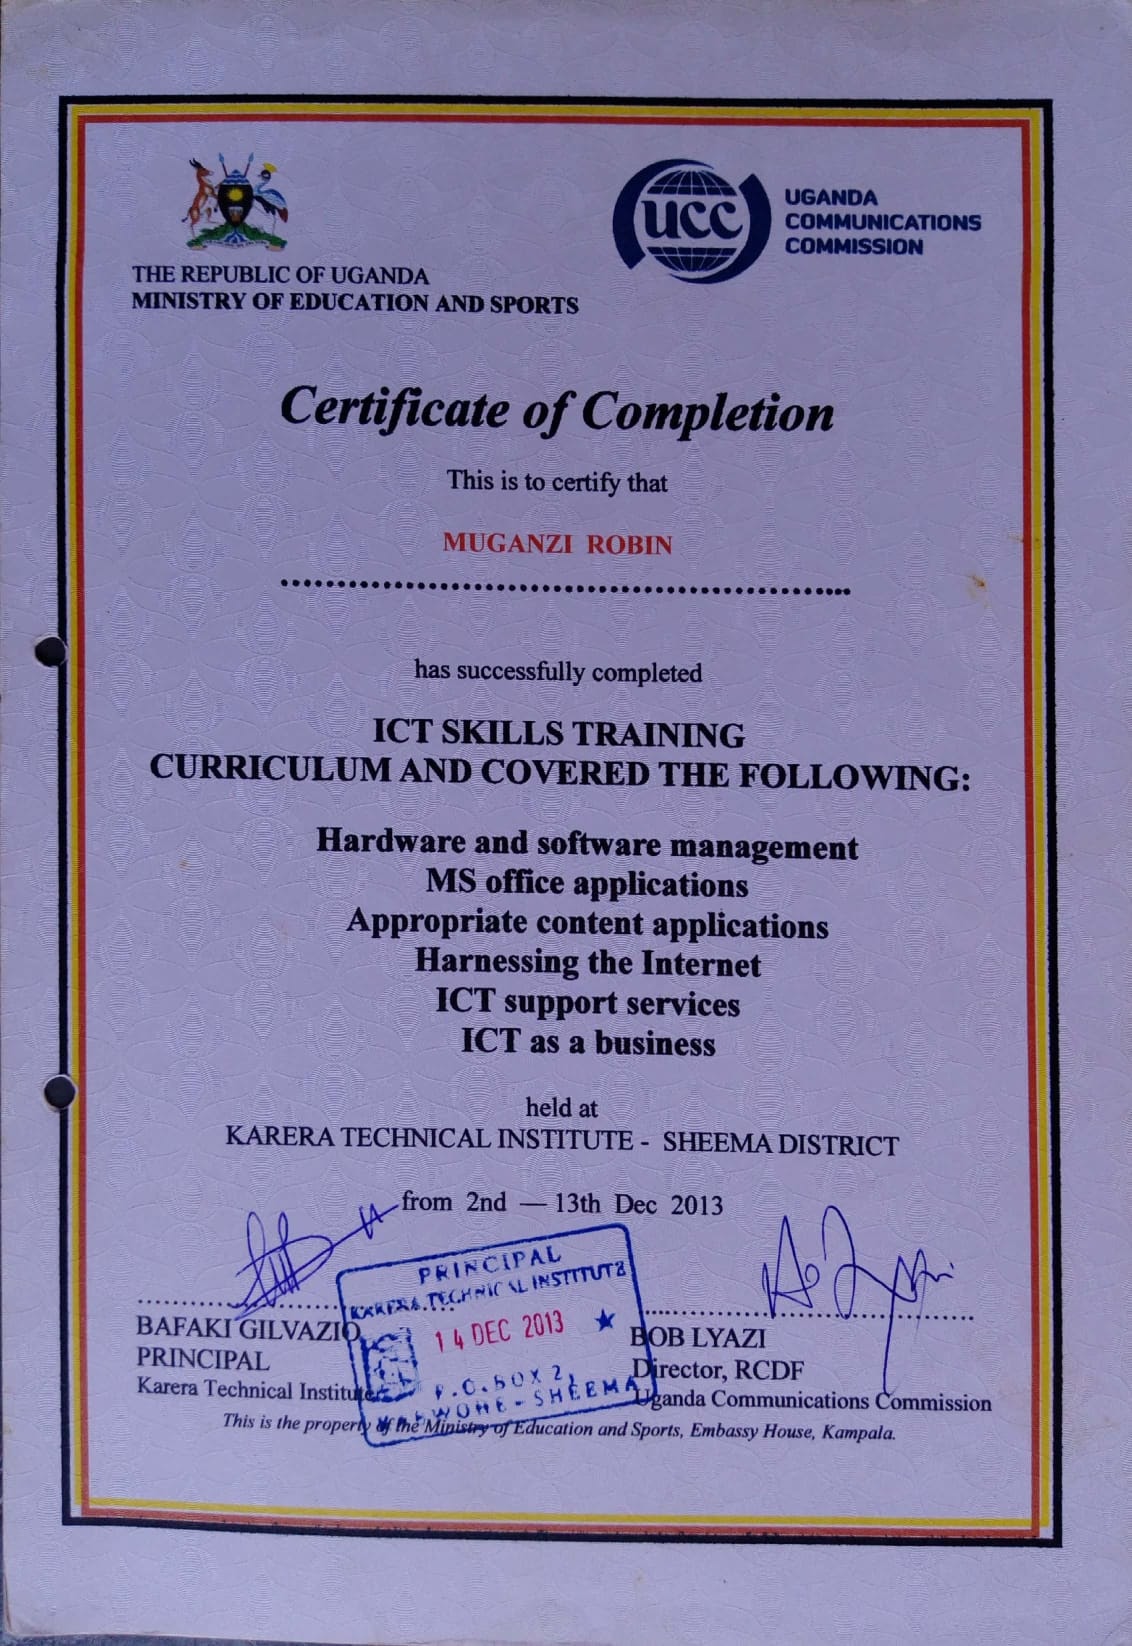 UCC
UGANDA
COMMUNICATIONS
COMMISSION
THE REPUBLIC OF UGANDA
MINISTRY OF EDUCATION AND SPORTS
Certificate of Completion
This is to certify that
MUGANZI ROBIN
has successfully completed
ICT SKILLS TRAINING
CURRICULUM AND COVERED THE FOLLOWING:
Hardware and software management
MS office applications
Appropriate content applications
Harnessing the Internet
ICT support services
ICT as a business
held at
KARERA TECHNICAL INSTITUTE - SHEEMA DISTRICT
from 2nd — 13th Dec 2013
PRINCIPAL
KARERA TECHNICAL INSTITUTE
14 DEC 2013
P.O. BOX 2,
SHEEMA
BAFAKI GILVAZIO
PRINCIPAL
Karera Technical Institute
BOB LYAZI
Director, RCDF
Uganda Communications Commission
This is the property of the Ministry of Education and Sports, Embassy House, Kampala.